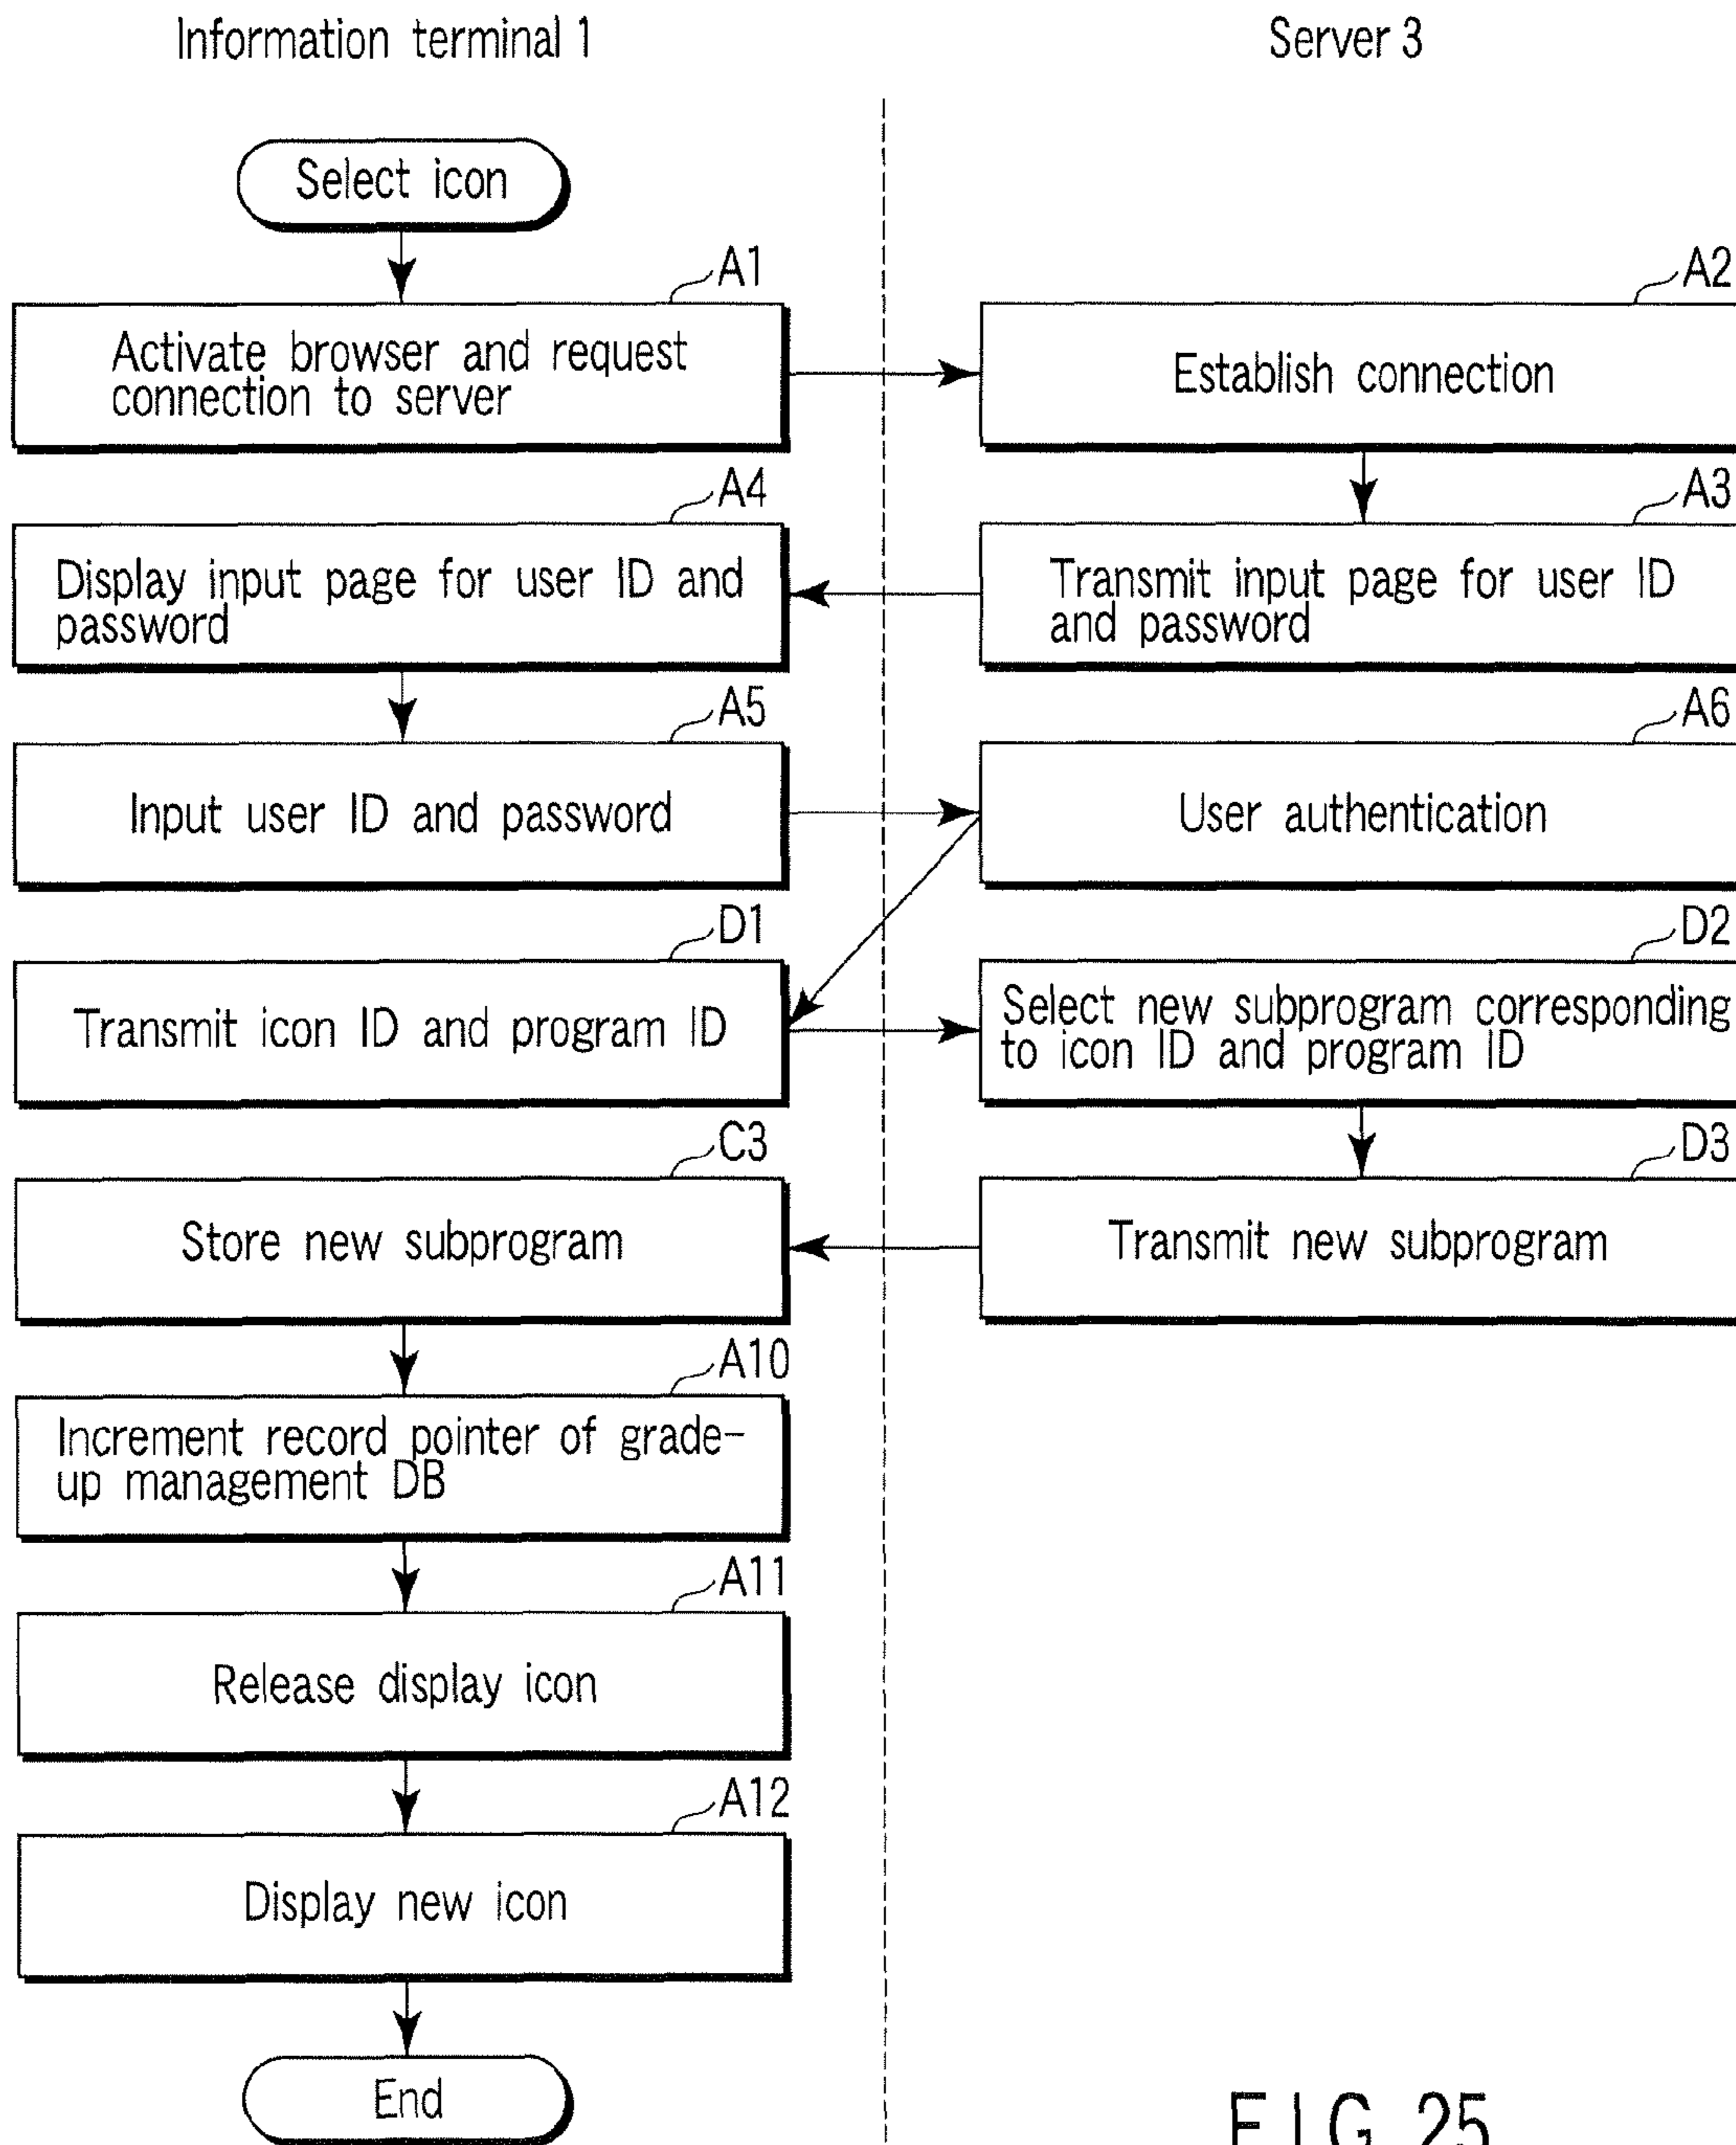 Information terminal 1
Server 3
Select icon
A1
Activate browser and request
connection to server
A2
Establish connection
A4
Display input page for user ID and
password
A3
Transmit input page for user ID
and password
A5
Input user ID and password
A6
User authentication
D1
Transmit icon ID and program ID
D2
Select new subprogram corresponding
to icon ID and program ID
C3
Store new subprogram
D3
Transmit new subprogram
A10
Increment record pointer of grade-
up management DB
A11
Release display icon
A12
Display new icon
End
FIG. 25